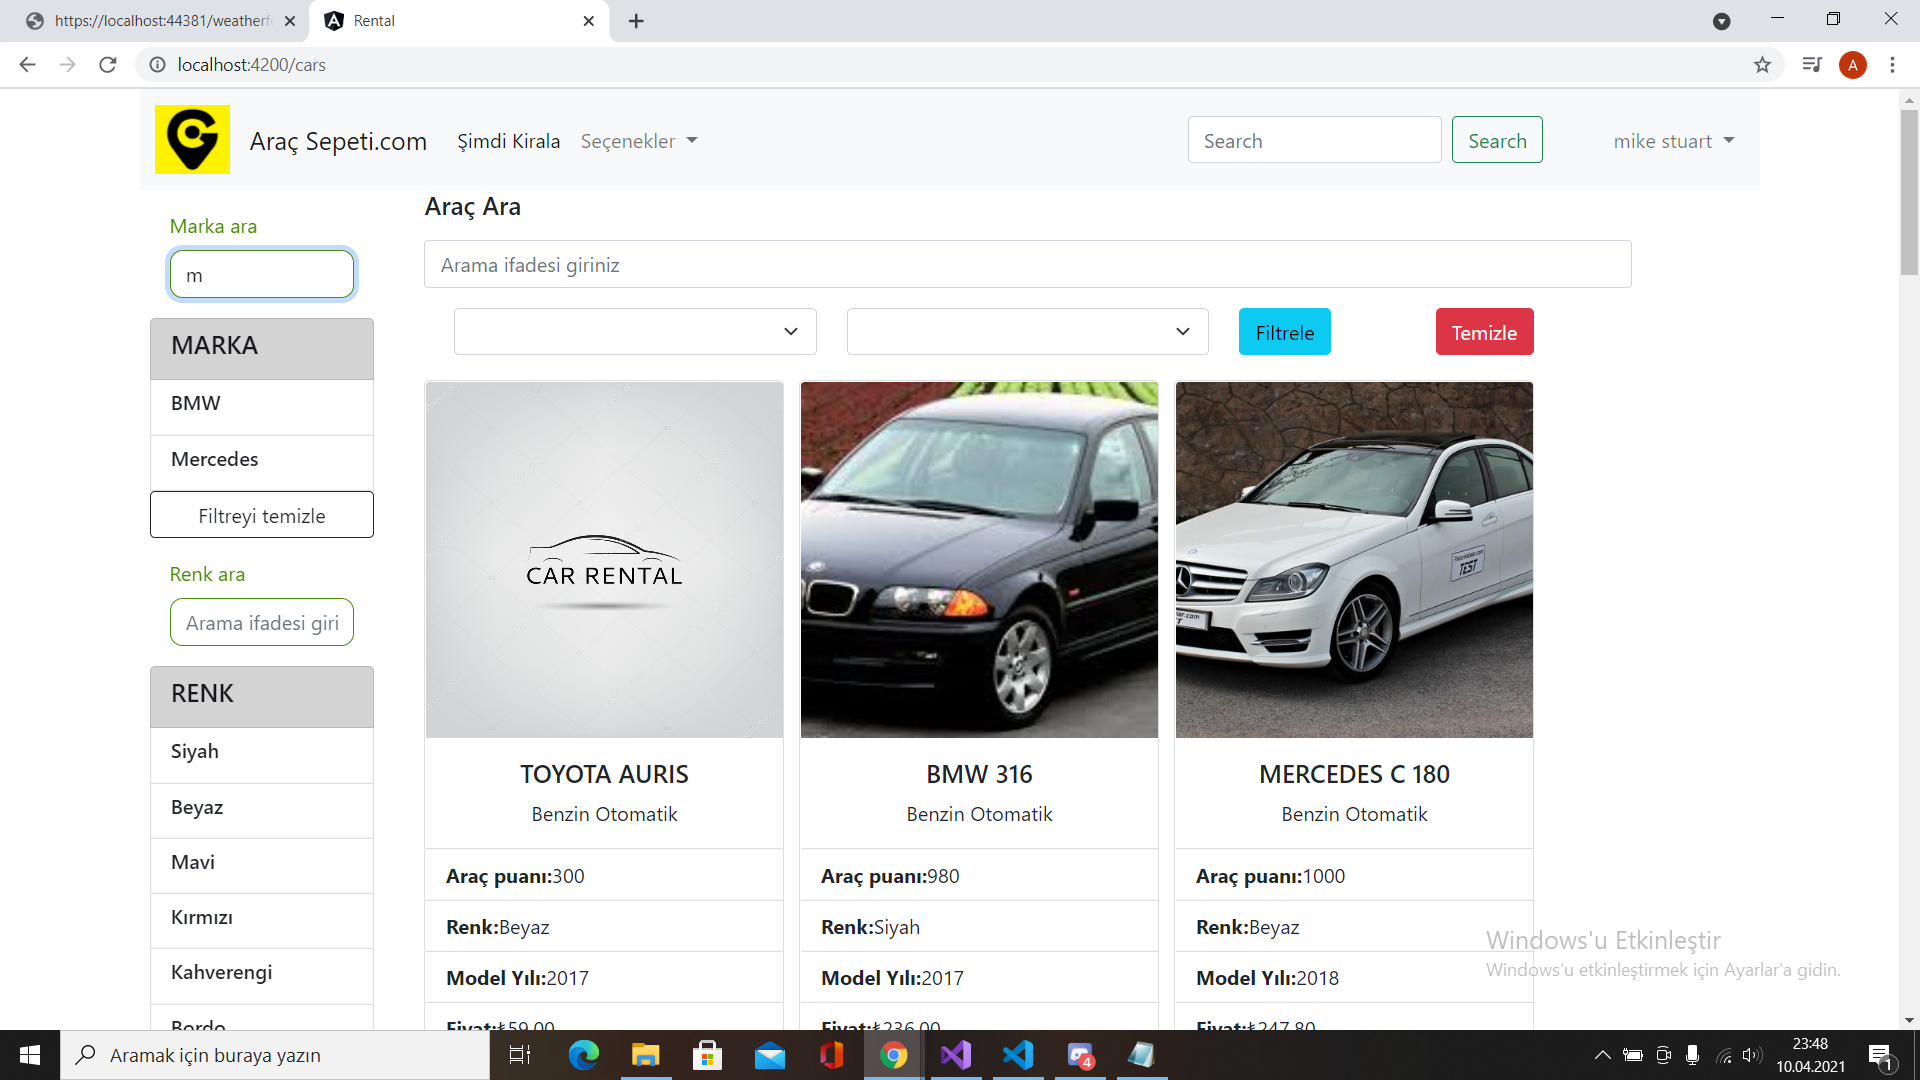 https://localhost:44381/weatherf
Rental
localhost:4200/cars
A
Araç Sepeti.com
Şimdi Kirala
Seçenekler
Search
Search
mike stuart
Marka ara
m
MARKA
BMW
Mercedes
Filtreyi temizle
Renk ara
Arama ifadesi giri
RENK
Siyah
Beyaz
Mavi
Kırmızı
Kahverengi
Bordo
Araç Ara
Arama ifadesi giriniz
Filtrele
Temizle
CAR RENTAL
TOYOTA AURIS
Benzin Otomatik
Araç puanı:300
Renk:Beyaz
Model Yılı:2017
Fiyat:₺59.00
BMW 316
Benzin Otomatik
Araç puanı:980
Renk:Siyah
Model Yılı:2017
Fiyat:₺236.00
TEST
MERCEDES C 180
Benzin Otomatik
Araç puanı:1000
Renk:Beyaz
Model Yılı:2018
Fiyat:₺247.80
Windows'u Etkinleştir
Windows'u etkinleştirmek için Ayarlar'a gidin.
Aramak için buraya yazın
4
23:48
10.04.2021
1